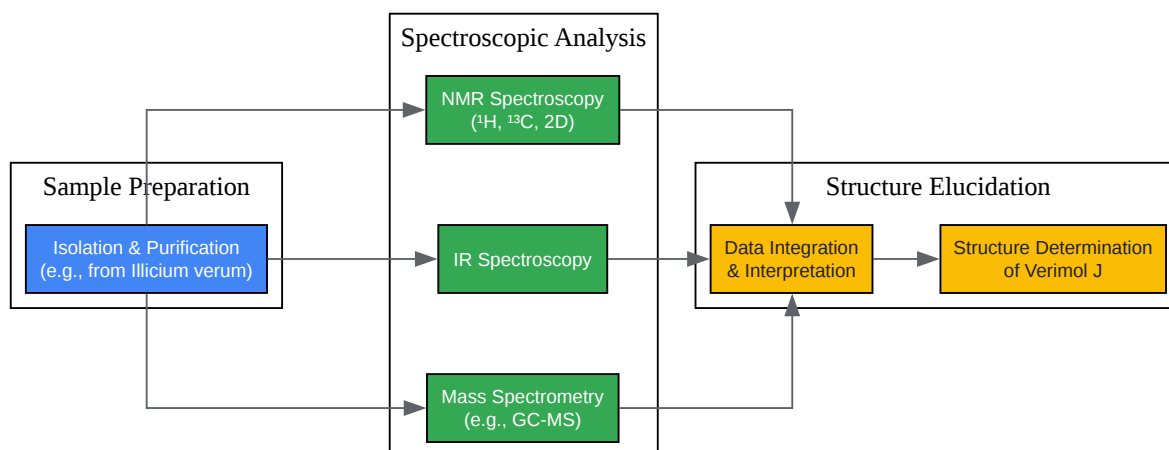 Spectroscopic Analysis
NMR Spectroscopy
(¹H, ¹³C, 2D)
Sample Preparation
Structure Elucidation
Isolation & Purification
(e.g., from Illicium verum)
IR Spectroscopy
Data Integration
& Interpretation
Structure Determination
of Verimol J
Mass Spectrometry
(e.g., GC-MS)